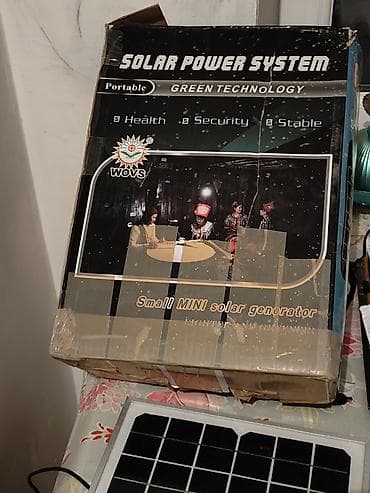 SOLAR POWER SYSTEM
Portable GREEN TECHNOLOGY
Health Security Stable
WOVS
Small MINI solar generator